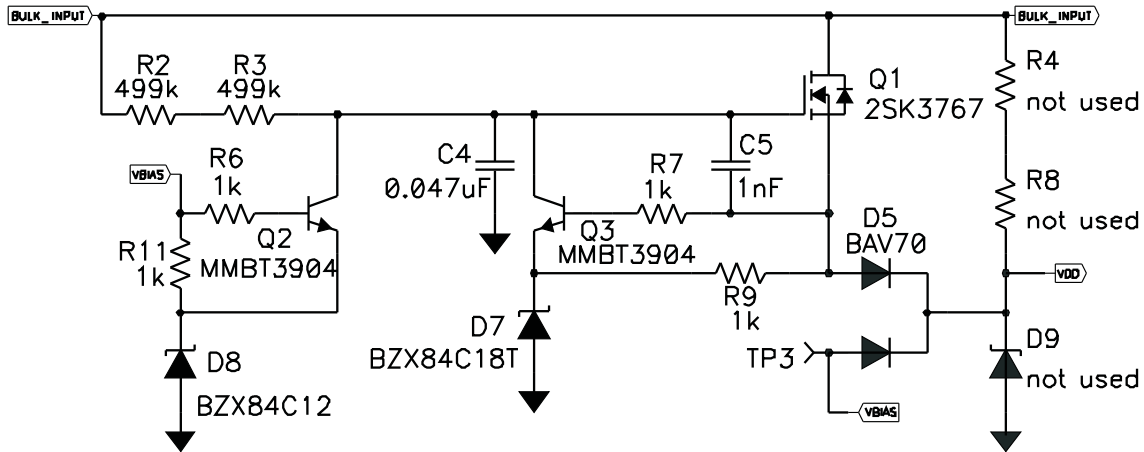 BULK_INPUT
BULK_INPUT
R2
499k
R3
499k
Q1
2SK3767
R4
not used
VBIAS
R6
1k
C4
0.047uF
R7
1k
C5
1nF
R8
not used
R11
1k
Q2
MMBT3904
Q3
MMBT3904
D5
BAV70
VDD
R9
1k
D8
BZX84C12
D7
BZX84C18T
TP3
D9
not used
VBIAS